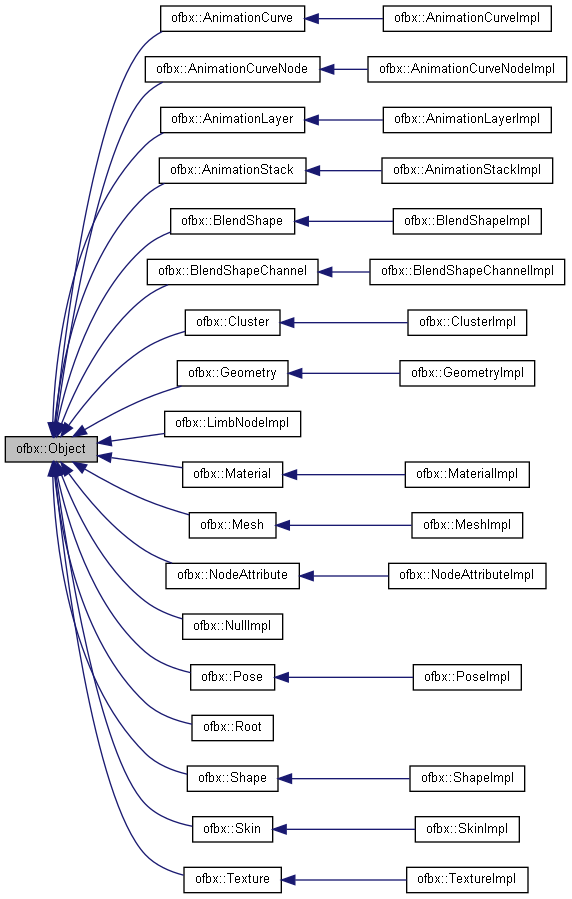 ofbx::AnimationCurve
ofbx::AnimationCurveImpl
ofbx::AnimationCurveNode
ofbx::AnimationCurveNodeImpl
ofbx::AnimationLayer
ofbx::AnimationLayerImpl
ofbx::AnimationStack
ofbx::AnimationStackImpl
ofbx::BlendShape
ofbx::BlendShapeImpl
ofbx::BlendShapeChannel
ofbx::BlendShapeChannelImpl
ofbx::Cluster
ofbx::ClusterImpl
ofbx::Geometry
ofbx::GeometryImpl
ofbx::LimbNodeImpl
ofbx::Object
ofbx::Material
ofbx::MaterialImpl
ofbx::Mesh
ofbx::MeshImpl
ofbx::NodeAttribute
ofbx::NodeAttributeImpl
ofbx::NullImpl
ofbx::Pose
ofbx::PoseImpl
ofbx::Root
ofbx::Shape
ofbx::ShapeImpl
ofbx::Skin
ofbx::SkinImpl
ofbx::Texture
ofbx::TextureImpl